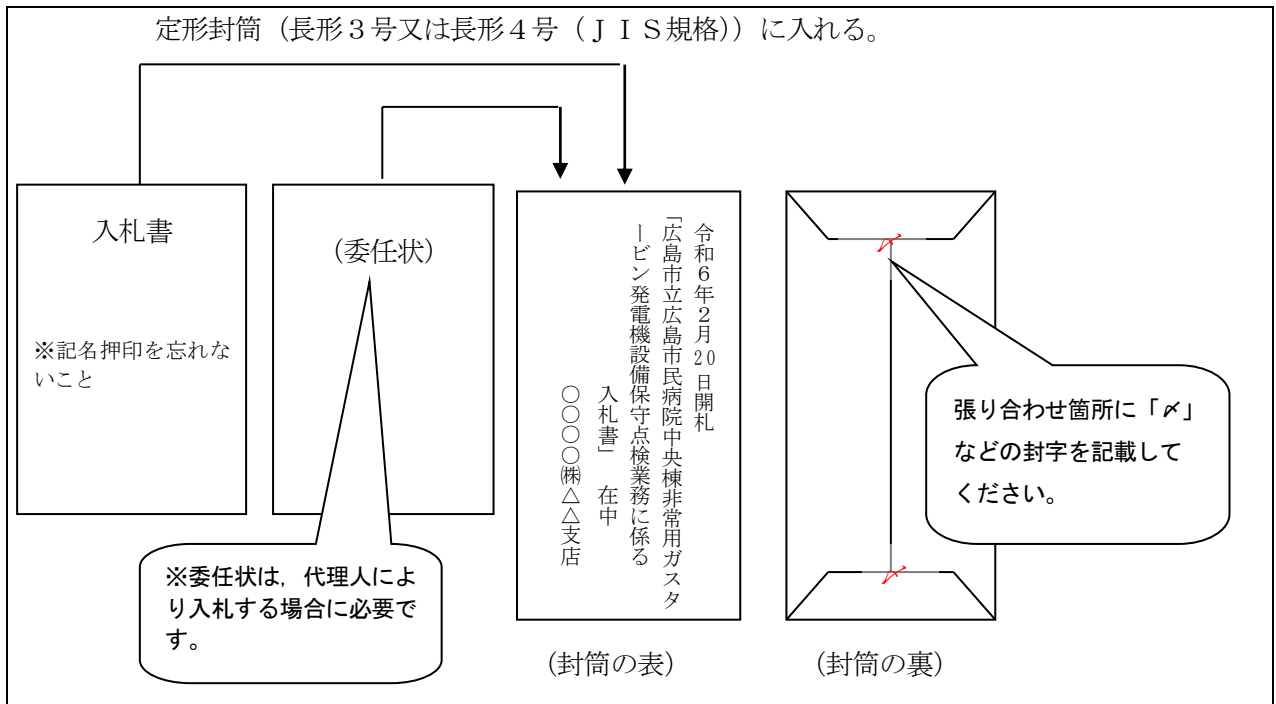 定形封筒（長形３号又は長形４号（ＪＩＳ規格））に入れる。
入札書
※記名押印を忘れな
いこと
(委任状)
※委任状は，代理人によ
り入札する場合に必要で
す。
令和６年２月20日開札
「広島市立広島市民病院中央棟非常用ガスタ
ービン発電機設備保守点検業務に係る
入札書」　在中
○○○○㈱△△支店
(封筒の表)
〆
〆
張り合わせ箇所に「〆」
などの封字を記載して
ください。
(封筒の裏)